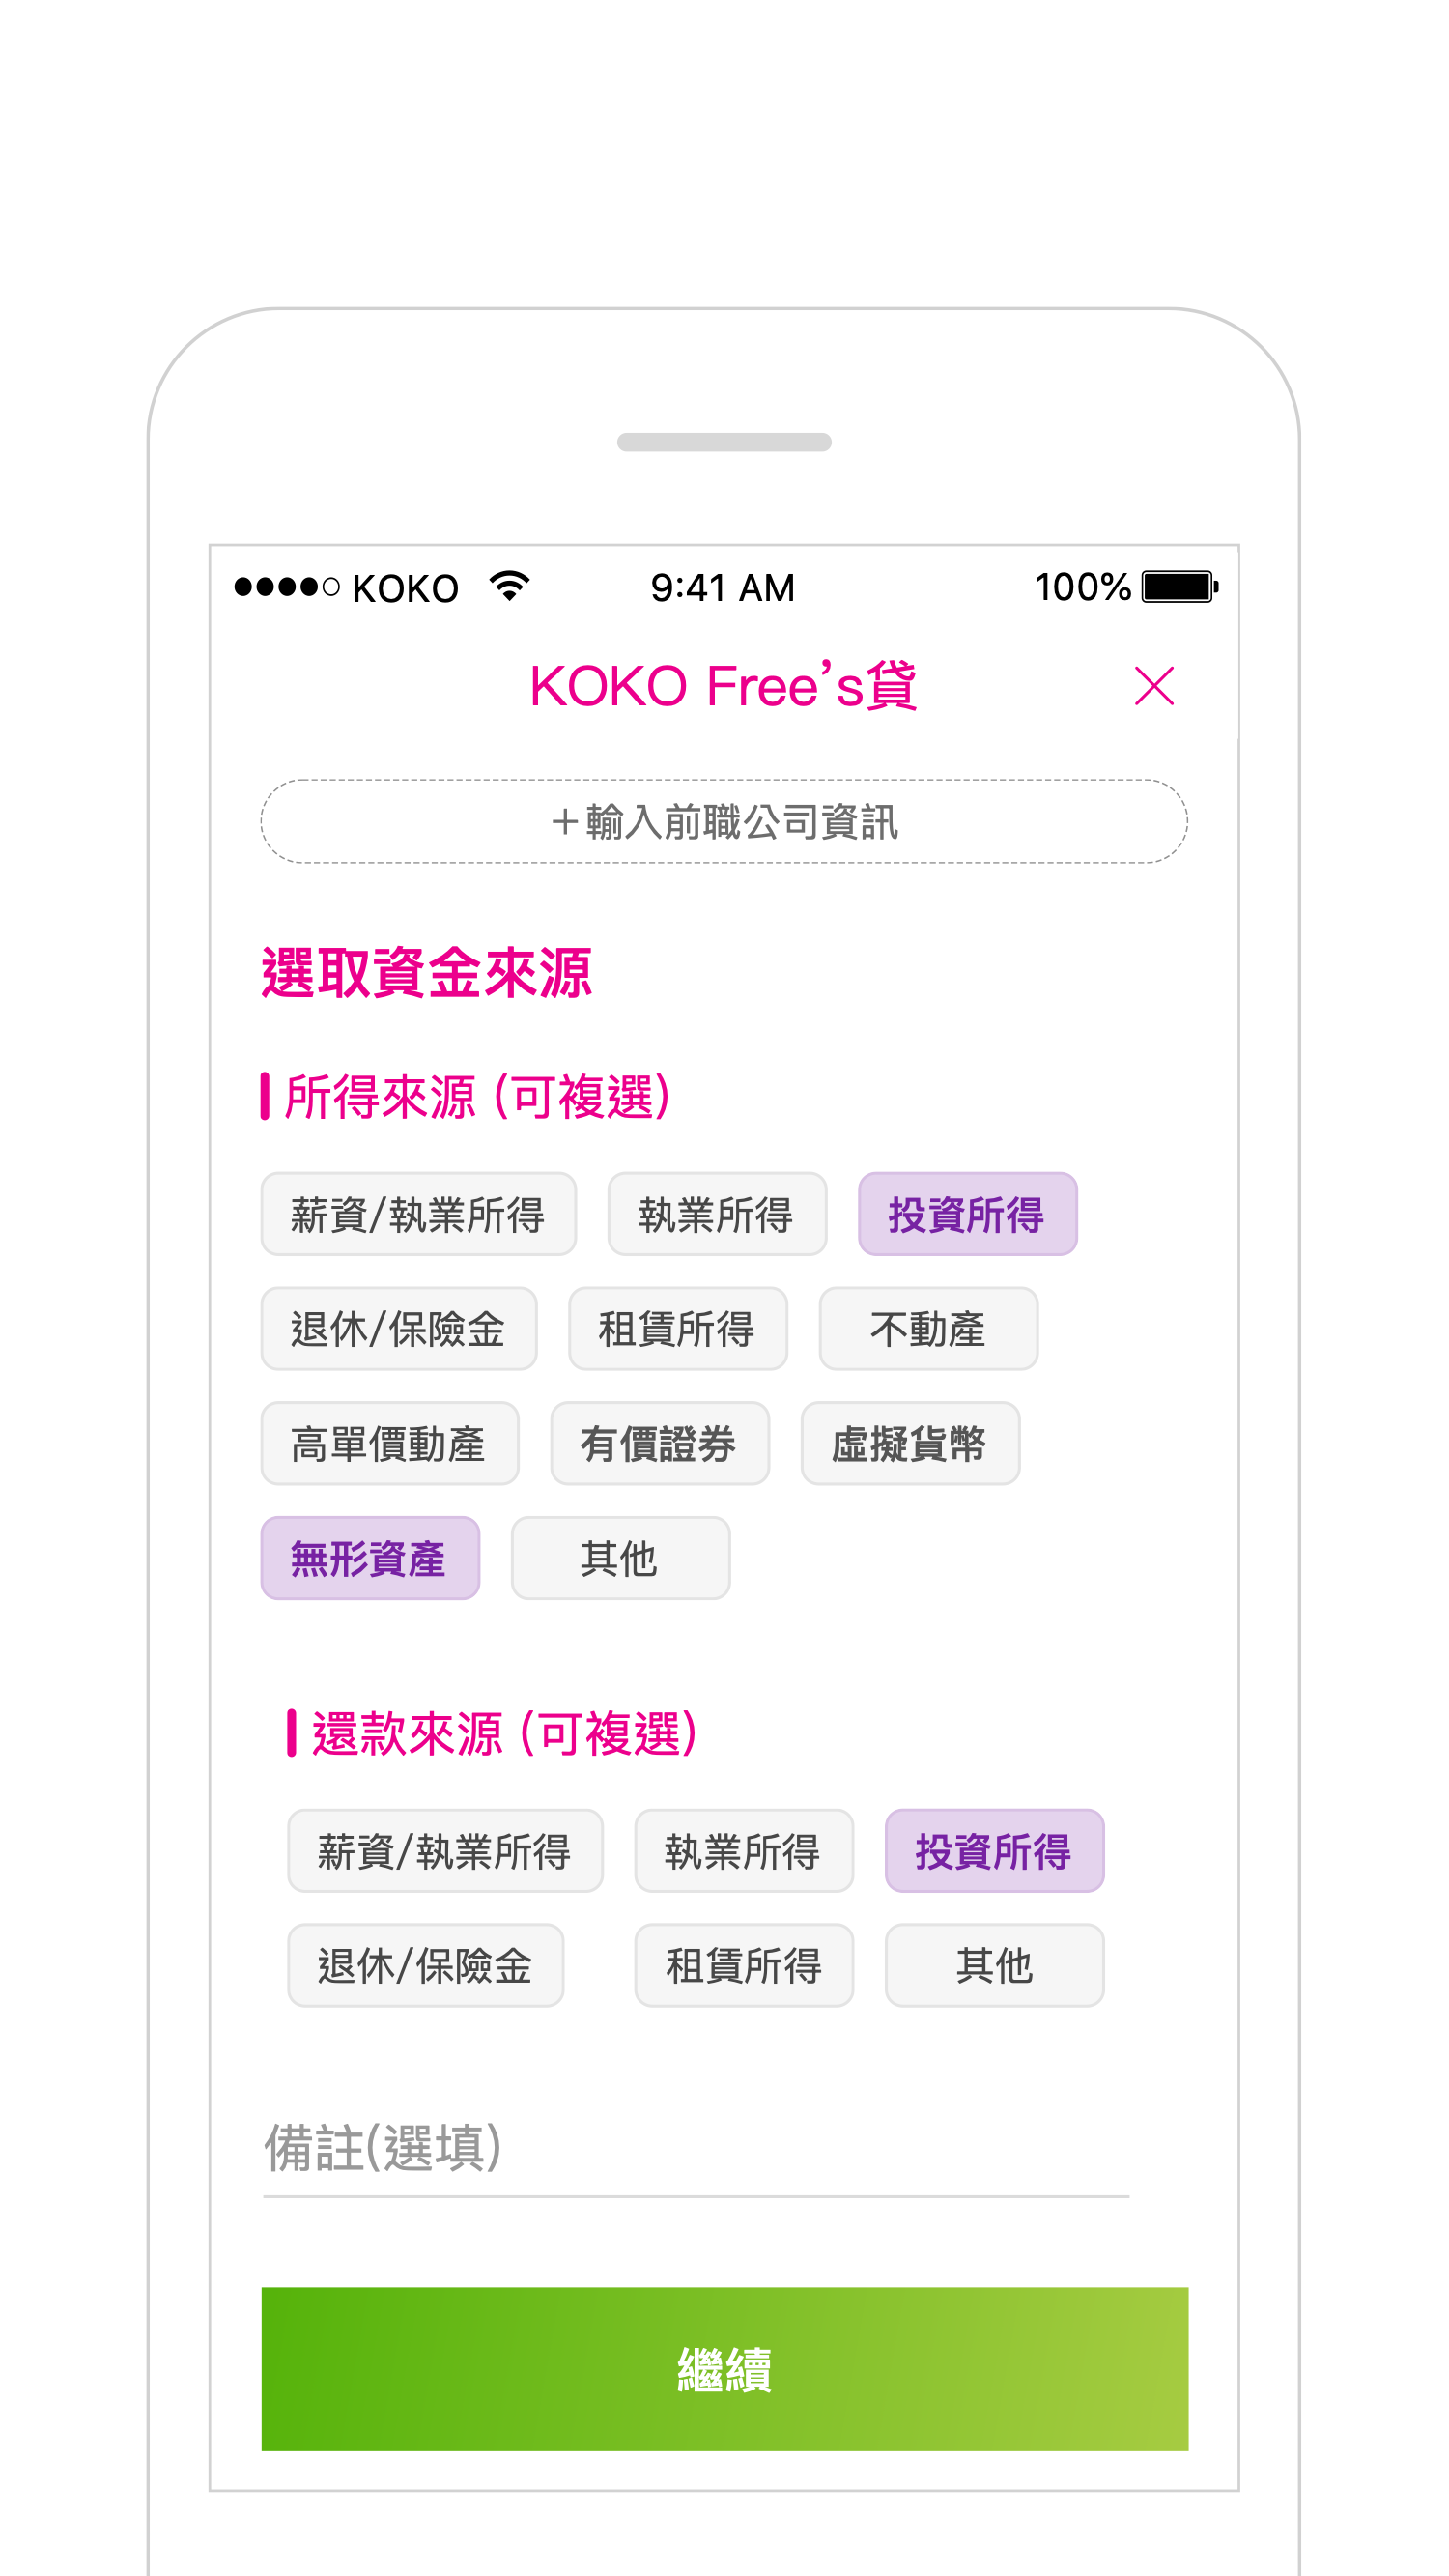 KOKO 9:41 AM 100%
KOKO Free's貸
+輸入前職公司資訊
選取資金來源
所得來源 (可複選)
薪資/執業所得 執業所得 投資所得
退休/保險金 租賃所得 不動產
高單價動產 有價證券 虛擬貨幣
無形資產 其他
還款來源 (可複選)
薪資/執業所得 執業所得 投資所得
退休/保險金 租賃所得 其他
備註(選填)
繼續